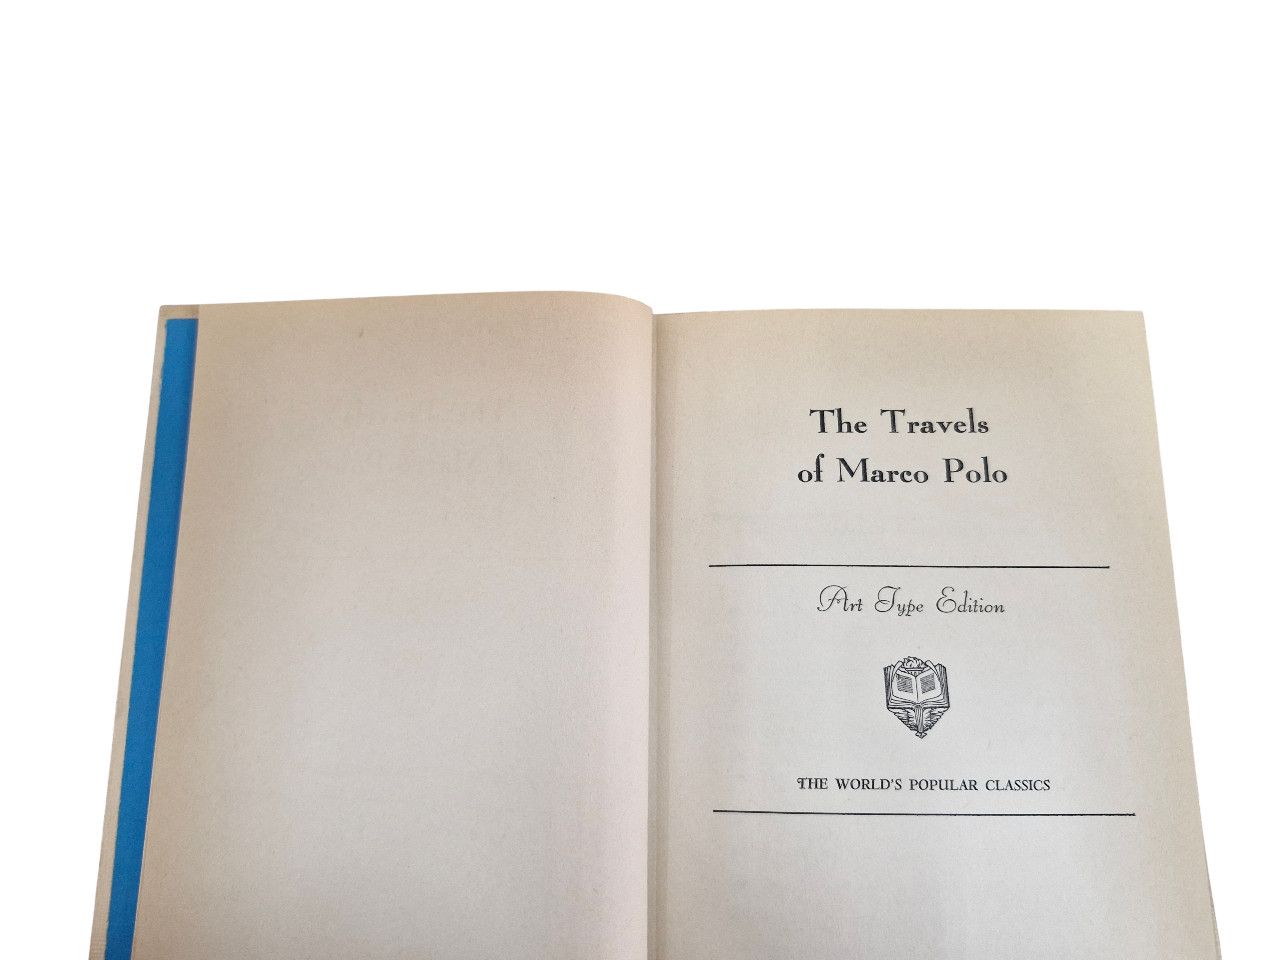 The Travels
of Marco Polo
Art Type Edition
THE WORLD'S POPULAR CLASSICS